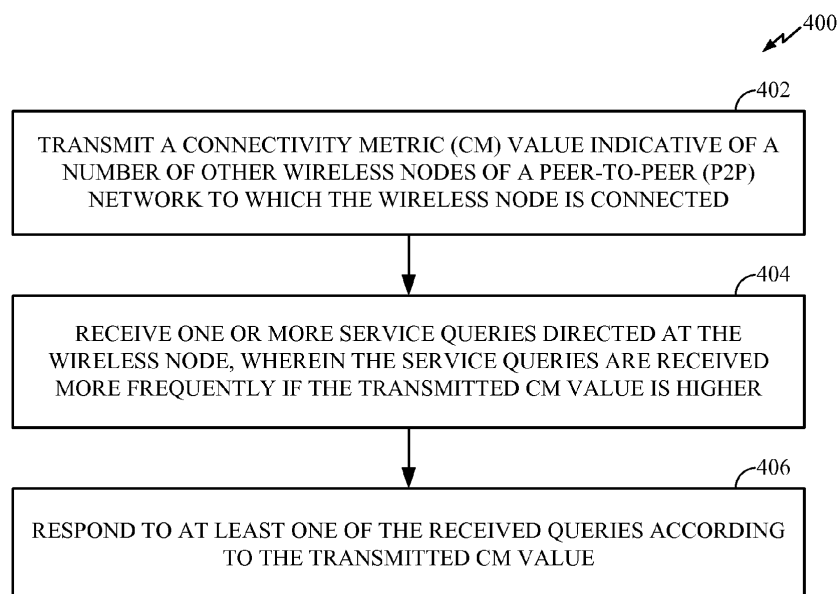 400
402
TRANSMIT A CONNECTIVITY METRIC (CM) VALUE INDICATIVE OF A
NUMBER OF OTHER WIRELESS NODES OF A PEER-TO-PEER (P2P)
NETWORK TO WHICH THE WIRELESS NODE IS CONNECTED
404
RECEIVE ONE OR MORE SERVICE QUERIES DIRECTED AT THE
WIRELESS NODE, WHEREIN THE SERVICE QUERIES ARE RECEIVED
MORE FREQUENTLY IF THE TRANSMITTED CM VALUE IS HIGHER
406
RESPOND TO AT LEAST ONE OF THE RECEIVED QUERIES ACCORDING
TO THE TRANSMITTED CM VALUE